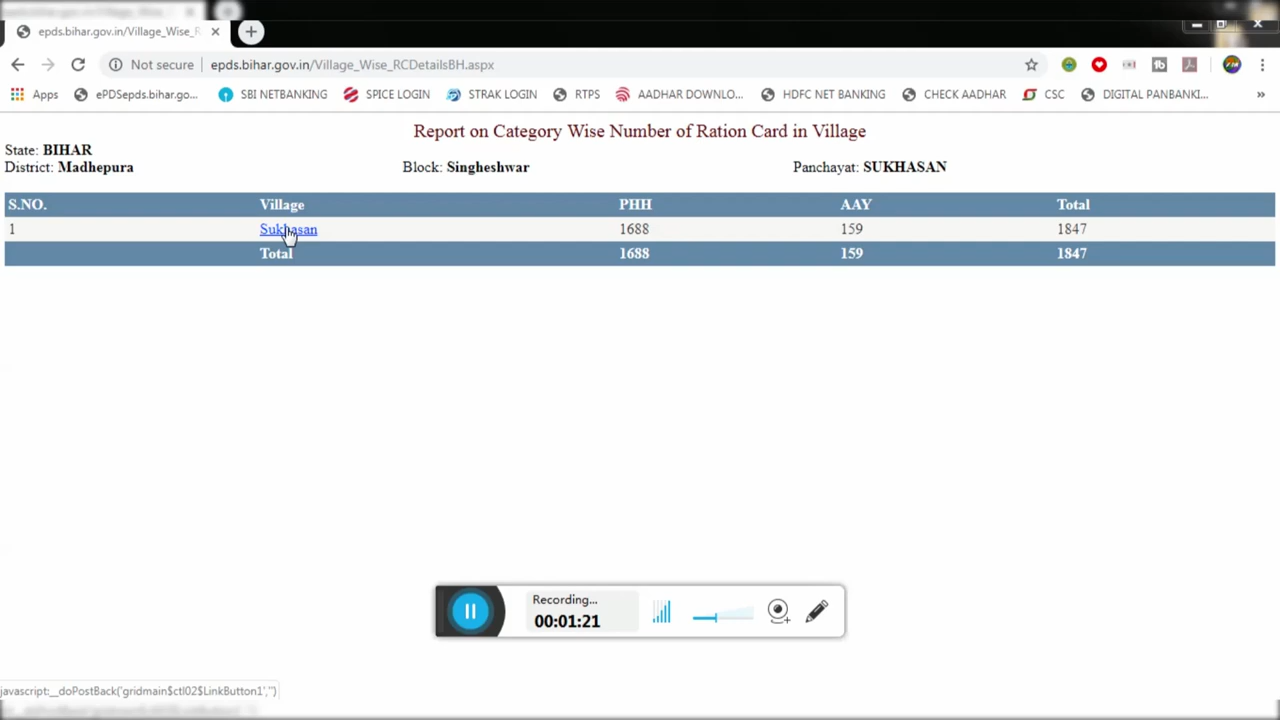 epds.bihar.gov.in/Village_Wise_R
Not secure epds.bihar.gov.in/Village_Wise_RCDetailsBH.aspx
Apps ePDSepds.bihar.go... SBI NETBANKING SPICE LOGIN STRAK LOGIN RTPS AADHAR DOWNLO... HDFC NET BANKING CHECK AADHAR CSC DIGITAL PANBANKI... »
Report on Category Wise Number of Ration Card in Village
State: BIHAR
District: Madhepura Block: Singheshwar Panchayat: SUKHASAN
S.NO. Village PHH AAY Total
1 Sukhasan 1688 159 1847
Total 1688 159 1847
Recording...
00:01:21
javascript:__doPostBack('gridmain$ctl02$LinkButton1','')